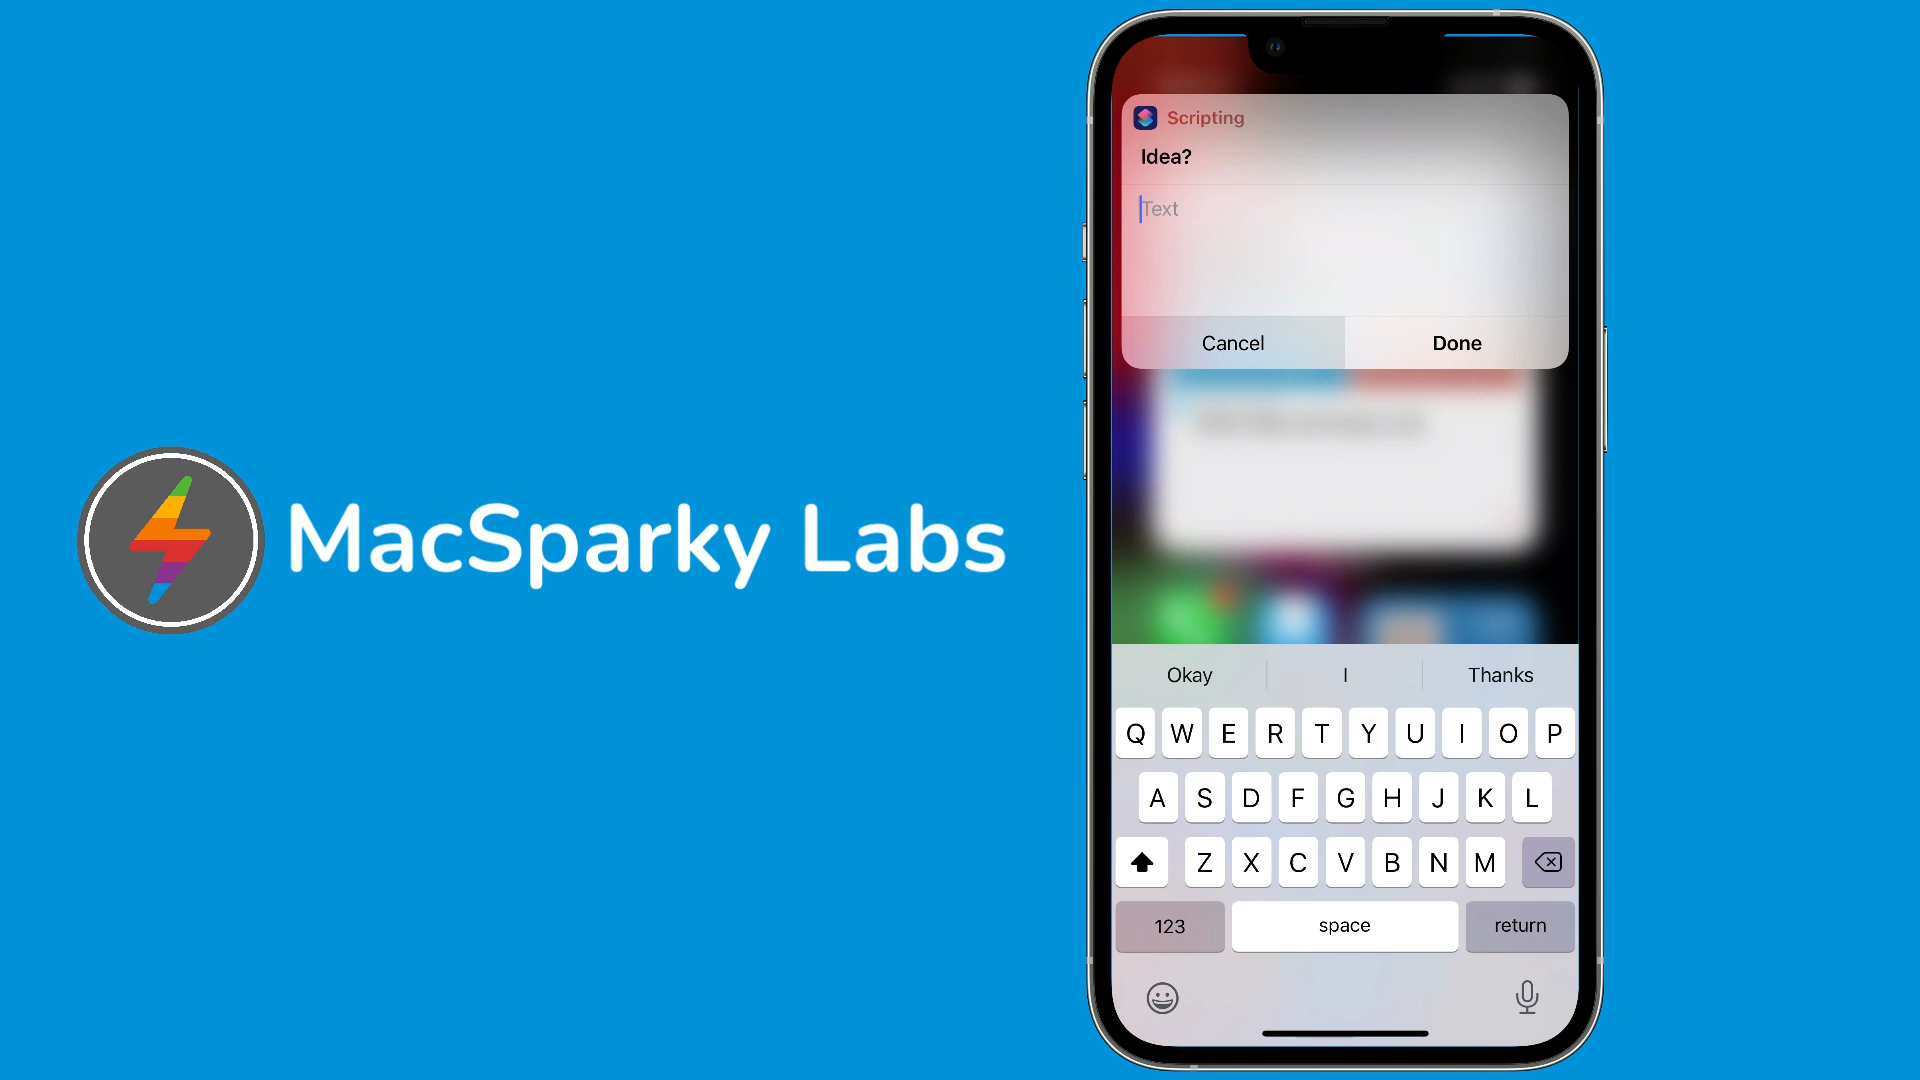 MacSparky Labs
Scripting
Idea?
Text
Cancel
Done
Okay
I
Thanks
Q W E R T Y U I O P
A S D F G H J K L
Z X C V B N M
123
space
return